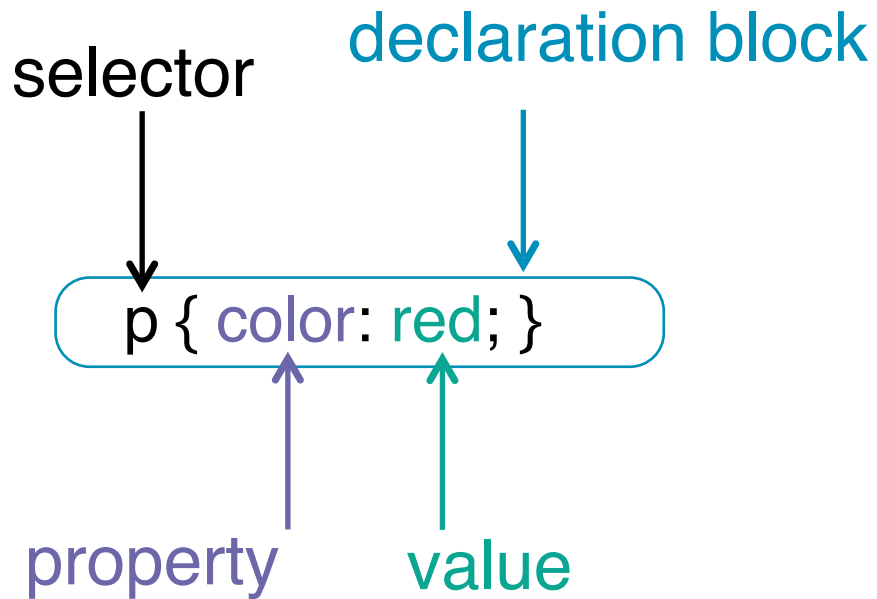 declaration block
selector
p { color: red; }
property
value